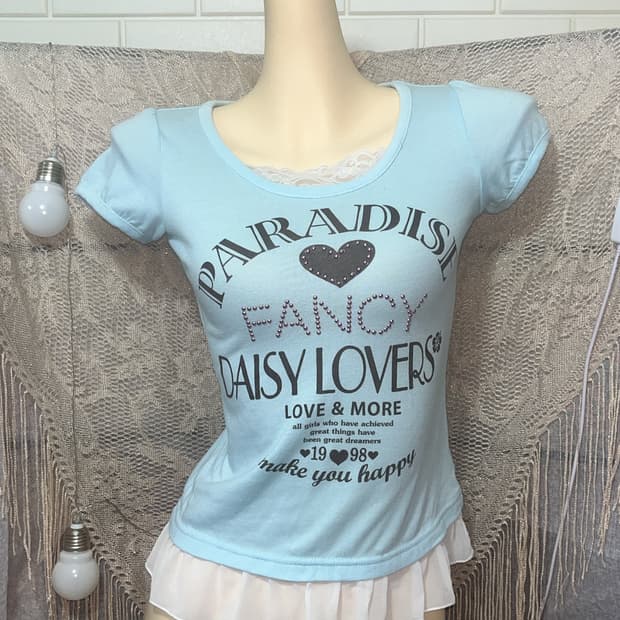 PARADISE
FANCY
DAISY LOVERS
LOVE & MORE
all girls who have achieved
great things have
been great dreamers
19 98
make you happy